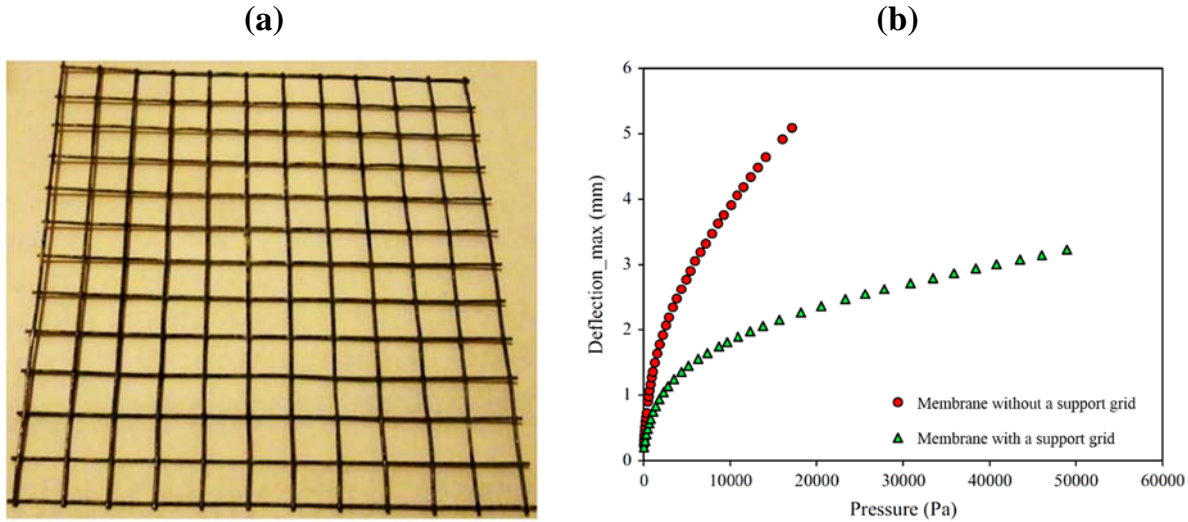 (a)
(b)
6
5
4
3
2
1
0
0 10000 20000 30000 40000 50000 60000
Deflection_max (mm)
Pressure (Pa)
Membrane without a support grid
Membrane with a support grid